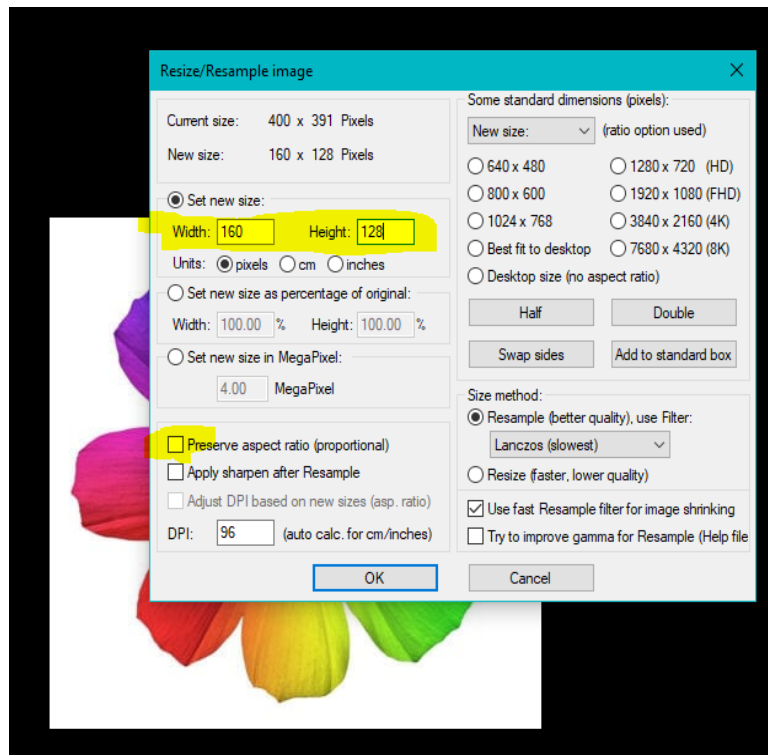 Resize/Resample image
Current size: 400 x 391 Pixels
New size: 160 x 128 Pixels
Set new size:
Width: 160 Height: 128
Units: pixels cm inches
Set new size as percentage of original:
Width: 100.00 % Height: 100.00 %
Set new size in MegaPixel:
4.00 MegaPixel
Preserve aspect ratio (proportional)
Apply sharpen after Resample
Adjust DPI based on new sizes (asp. ratio)
DPI: 96 (auto calc. for cm/inches)
Some standard dimensions (pixels):
New size: (ratio option used)
640 x 480 1280 x 720 (HD)
800 x 600 1920 x 1080 (FHD)
1024 x 768 3840 x 2160 (4K)
Best fit to desktop 7680 x 4320 (8K)
Desktop size (no aspect ratio)
Half Double
Swap sides Add to standard box
Size method:
Resample (better quality), use Filter:
Lanczos (slowest)
Resize (faster, lower quality)
Use fast Resample filter for image shrinking
Try to improve gamma for Resample (Help file
OK Cancel